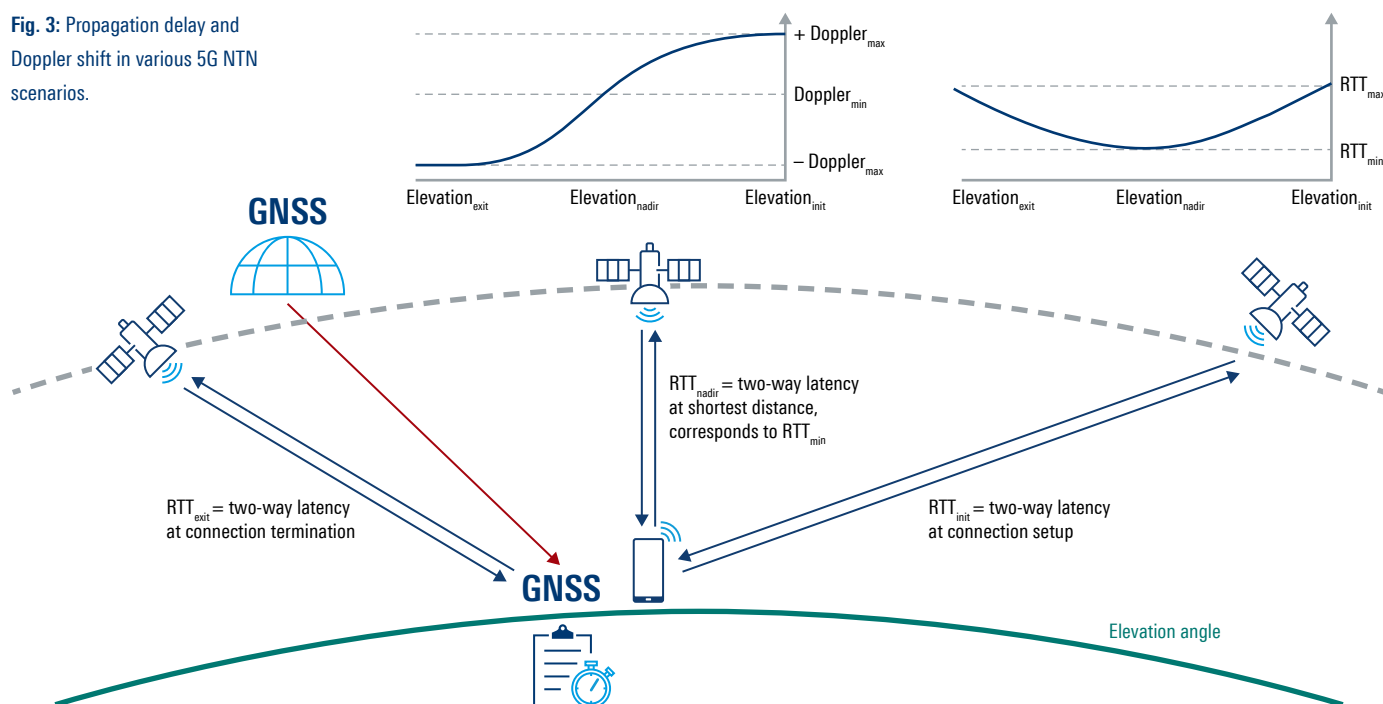 Fig. 3: Propagation delay and
Doppler shift in various 5G NTN
scenarios.
+ Doppler max
Doppler min
– Doppler max
Elevation exit
Elevation nadir
Elevation init
RTT max
RTT min
Elevation exit
Elevation nadir
Elevation init
GNSS
RTT nadir = two-way latency
at shortest distance,
corresponds to RTT min
RTT exit = two-way latency
at connection termination
RTT init = two-way latency
at connection setup
GNSS
Elevation angle